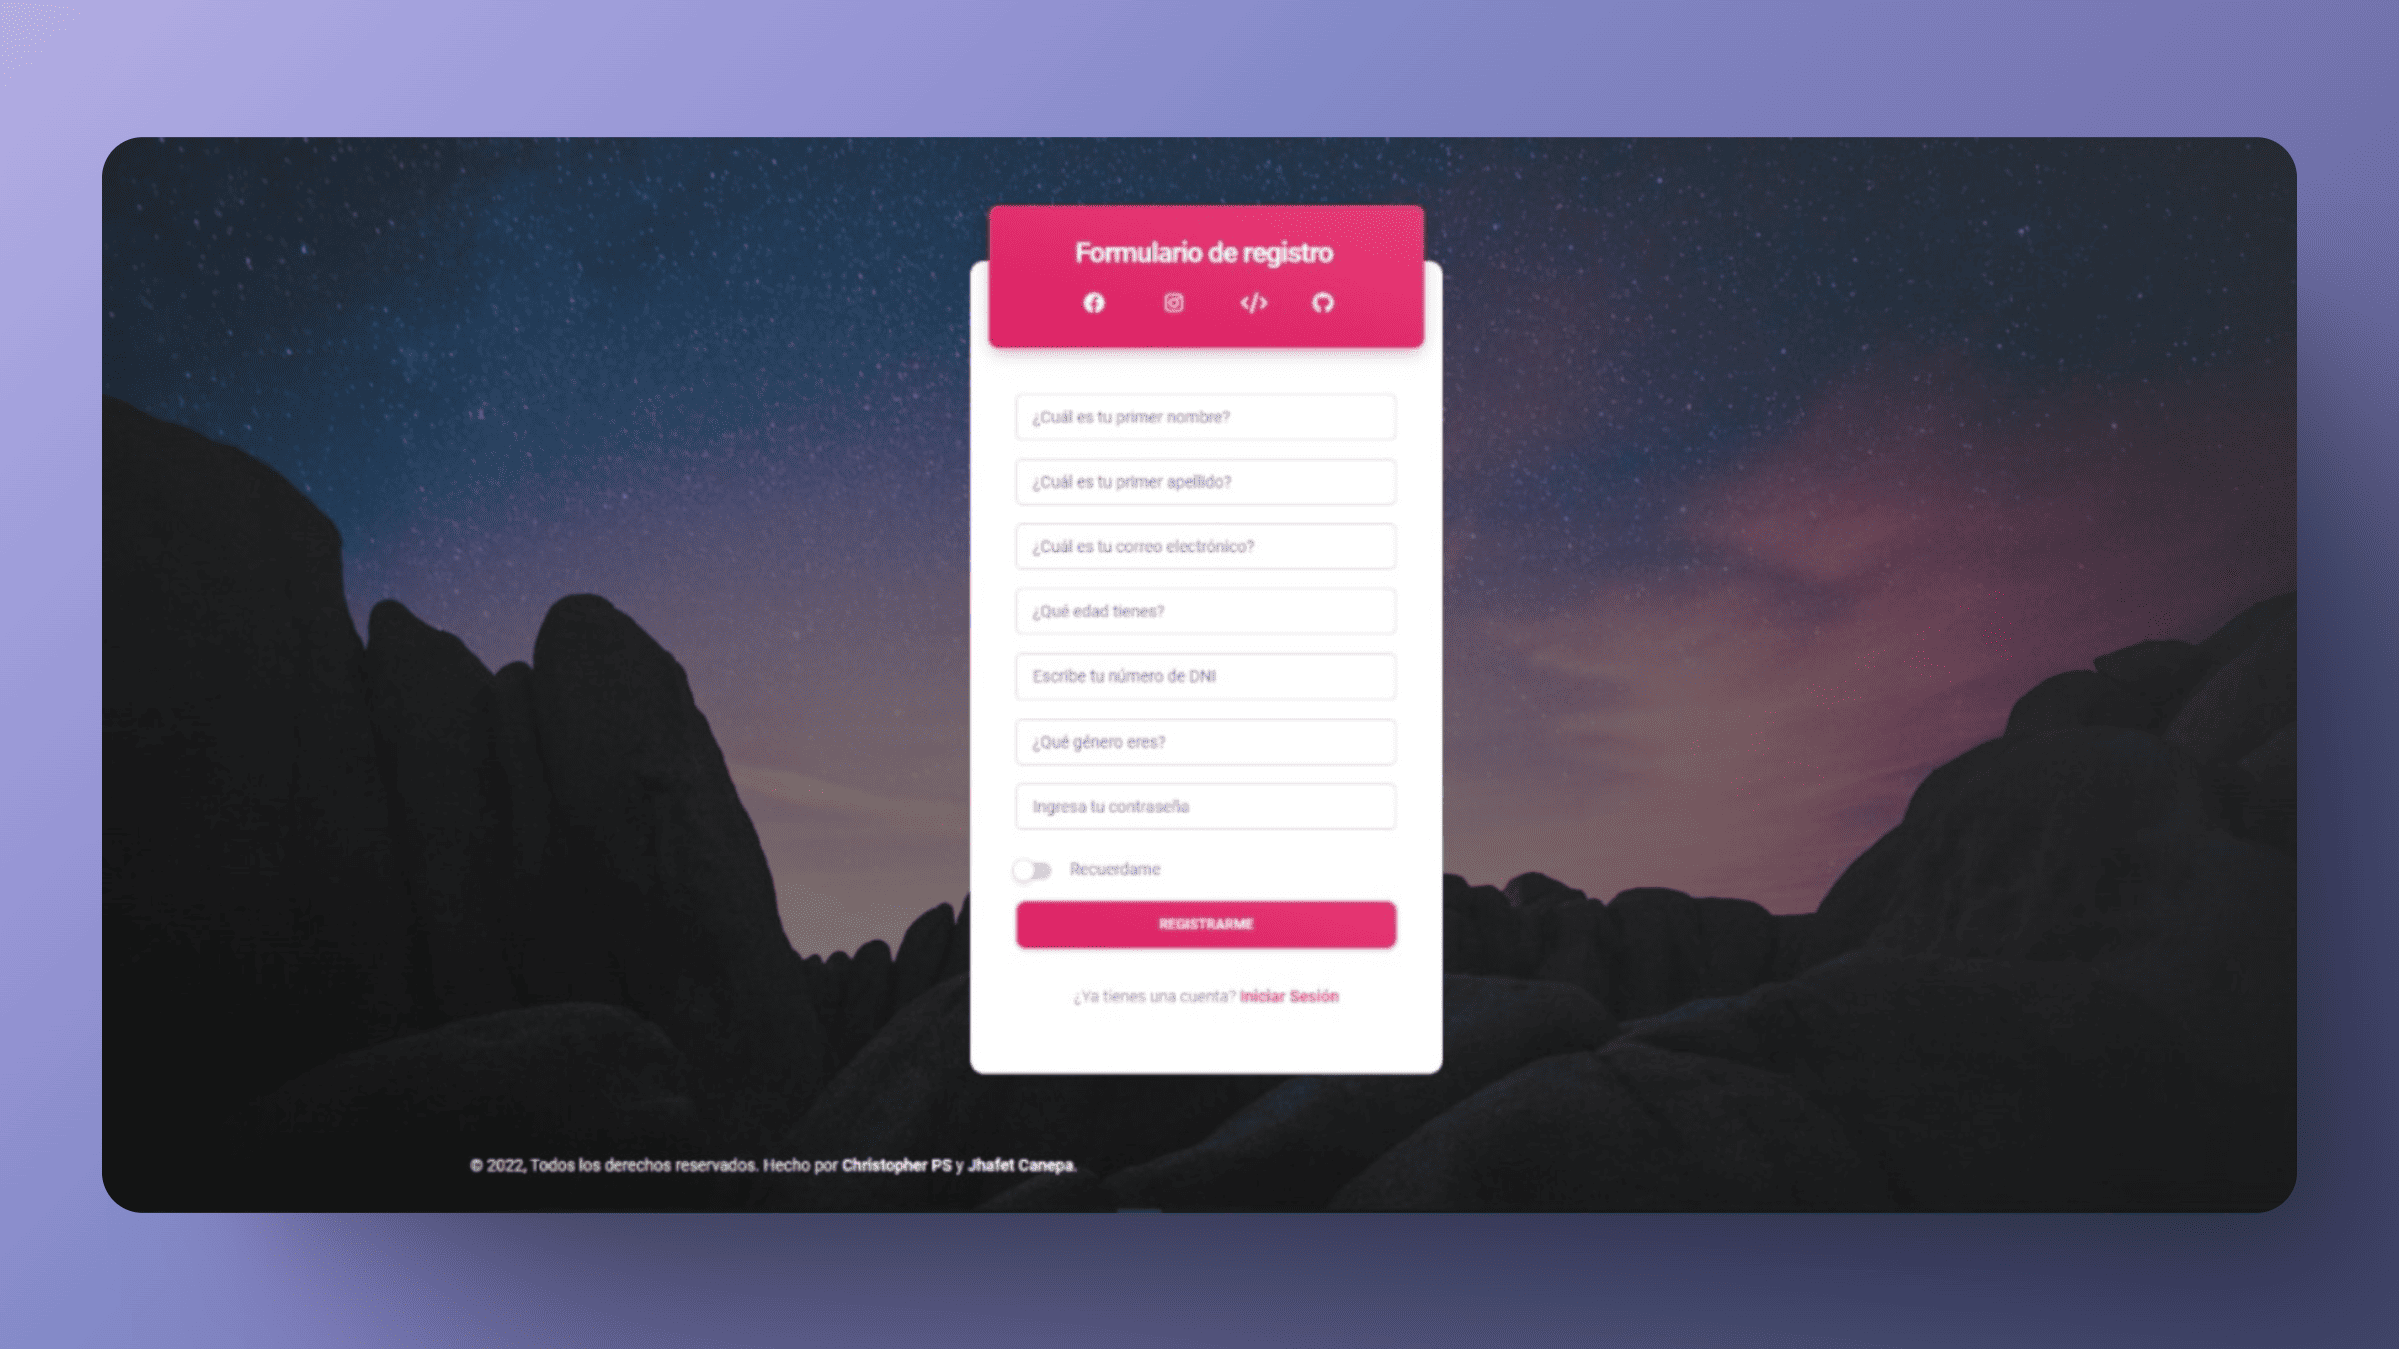 Formulario de registro
¿Cuál es tu primer nombre?
¿Cuál es tu primer apellido?
¿Cuál es tu correo electrónico?
¿Qué edad tienes?
Escribe tu número de DNI
¿Qué género eres?
Ingresa tu contraseña
Recuerdame
REGISTRARME
¿Ya tienes una cuenta? Iniciar Sesión
© 2022, Todos los derechos reservados. Hecho por Christopher PS y Jhafet Canepa.